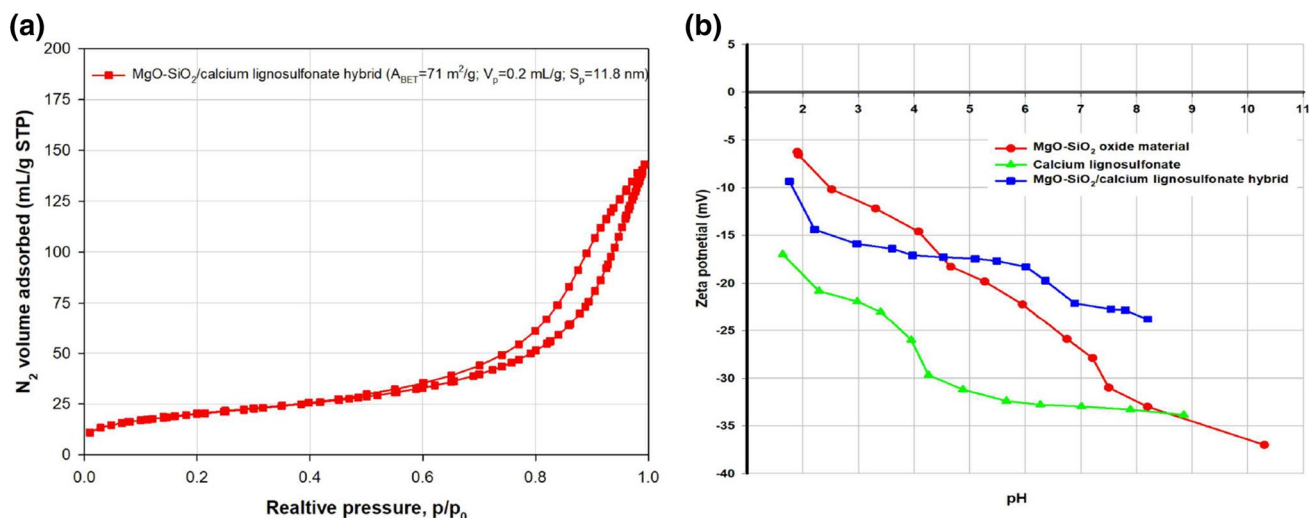 (a)
200
175
150
125
100
75
50
25
0
N₂ volume adsorbed (mL/g STP)
MgO-SiO₂/calcium lignosulfonate hybrid (A_BET=71 m²/g; V_p=0.2 mL/g; S_p=11.8 nm)
0.0 0.2 0.4 0.6 0.8 1.0
Realtive pressure, p/p₀
(b)
5
0
-5
-10
-15
-20
-25
-30
-35
-40
Zeta potnetial (mV)
2 3 4 5 6 7 8 9 10 11
MgO-SiO₂ oxide material
Calcium lignosulfonate
MgO-SiO₂/calcium lignosulfonate hybrid
pH